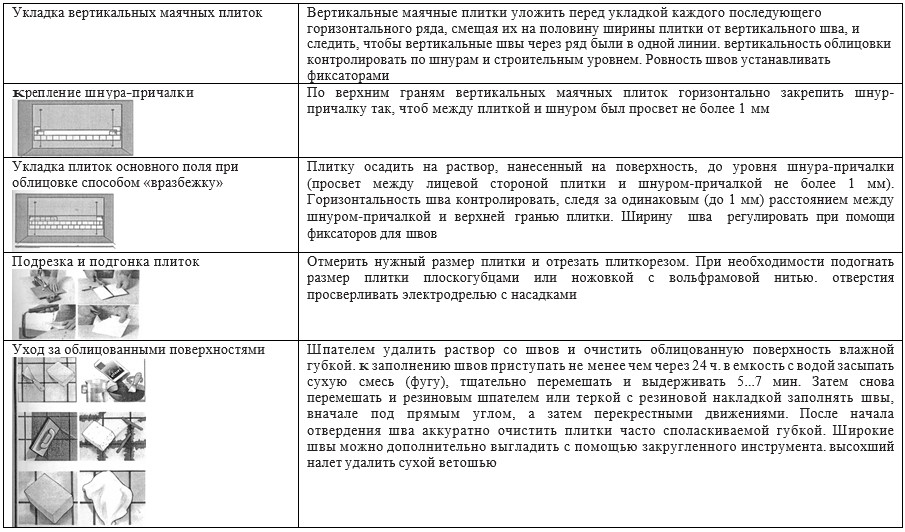 Укладка вертикальных маячных плиток
Вертикальные маячные плитки уложить перед укладкой каждого последующего
горизонтального ряда, смещая их на половину ширины плитки от вертикального шва, и
следить, чтобы вертикальные швы через ряд были в одной линии. вертикальность облицовки
контролировать по шнурам и строительным уровнем. Ровность швов устанавливать
фиксаторами
крепление шнура-причалки
По верхним граням вертикальных маячных плиток горизонтально закрепить шнур-
причалку так, чтоб между плиткой и шнуром был просвет не более 1 мм
Укладка плиток основного поля при
облицовке способом «вразбежку»
Плитку осадить на раствор, нанесенный на поверхность, до уровня шнура-причалки
(просвет между лицевой стороной плитки и шнуром-причалкой не более 1 мм).
Горизонтальность шва контролировать, следя за одинаковым (до 1 мм) расстоянием между
шнуром-причалкой и верхней гранью плитки. Ширину шва регулировать при помощи
фиксаторов для швов
Подрезка и подгонка плиток
Отмерить нужный размер плитки и отрезать плиткорезом. При необходимости подогнать
размер плитки плоскогубцами или ножовкой с вольфрамовой нитью. отверстия
просверливать электродрелью с насадками
Уход за облицованными поверхностями
Шпателем удалить раствор со швов и очистить облицованную поверхность влажной
губкой. к заполнению швов приступать не менее чем через 24 ч. в емкость с водой засыпать
сухую смесь (фугу), тщательно перемешать и выдерживать 5...7 мин. Затем снова
перемешать и резиновым шпателем или теркой с резиновой накладкой заполнять швы,
вначале под прямым углом, а затем перекрестными движениями. После начала
отвердения шва аккуратно очистить плитки часто споласкиваемой губкой. Широкие
швы можно дополнительно выгладить с помощью закругленного инструмента. высохший
налет удалить сухой ветошью